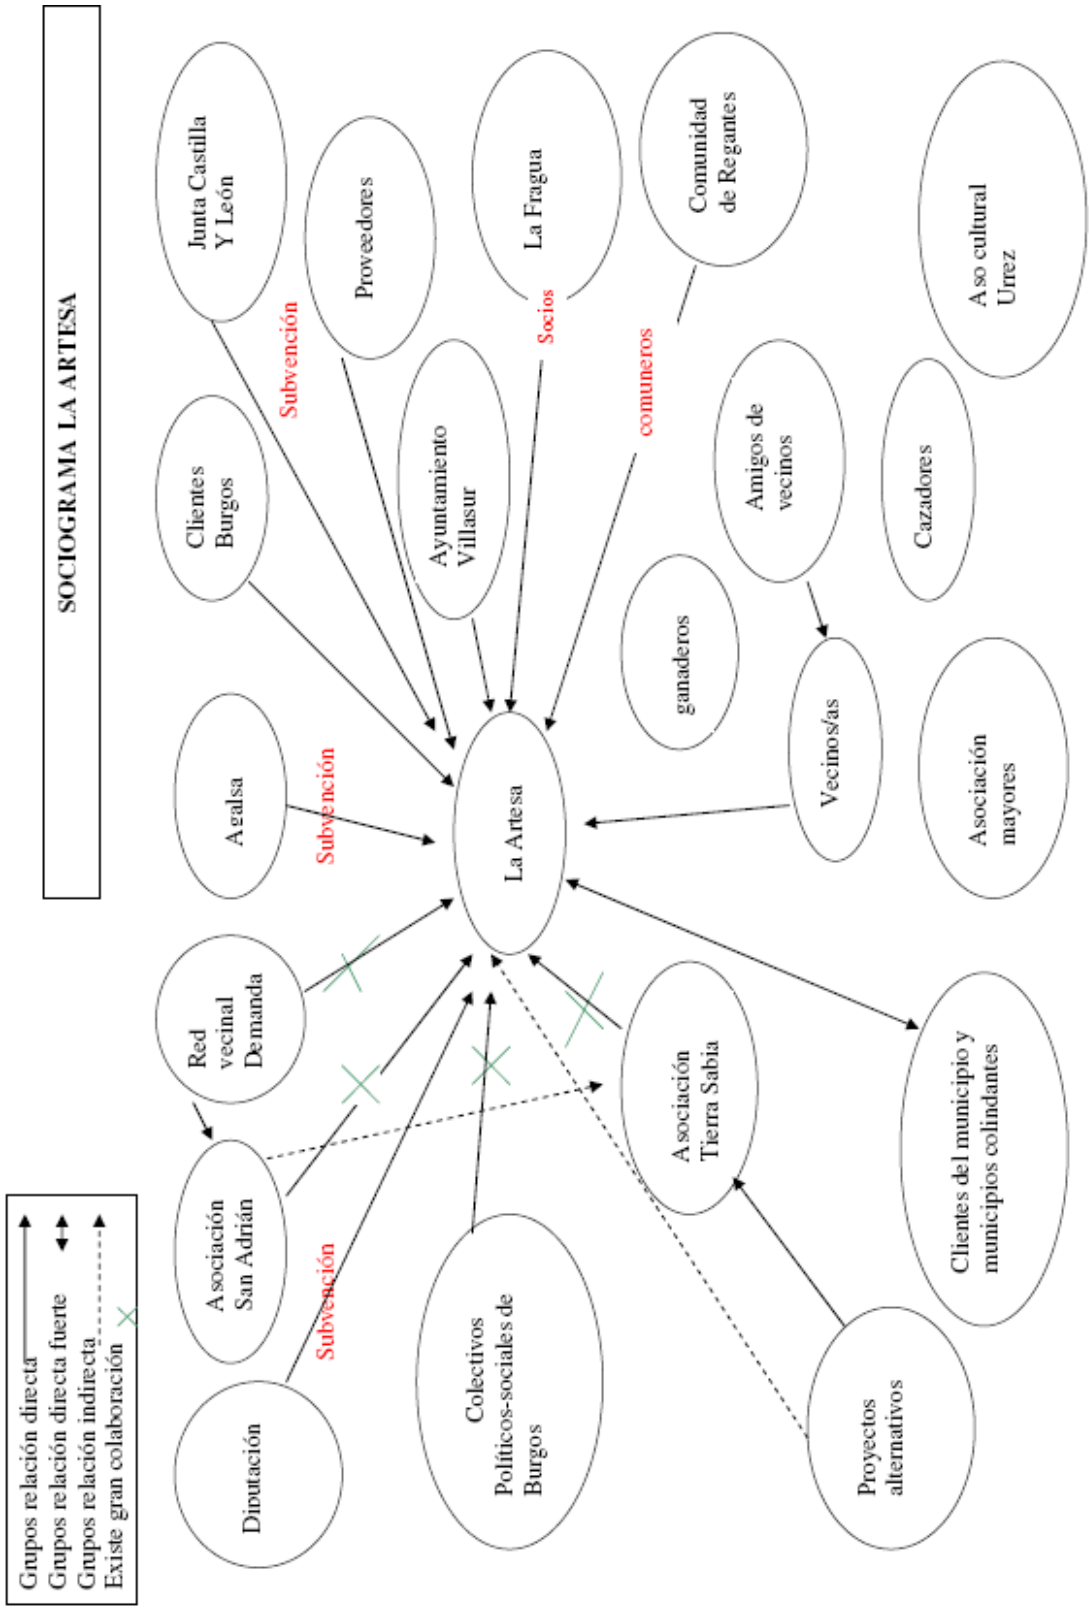 SOCIOGRAMA LA ARTESA
Grupos relación directa
Grupos relación directa fuerte
Grupos relación indirecta
Existe gran colaboración
Diputación
Asociación
San Adrián
Red
vecinal
Demanda
Agalsa
Clientes
Burgos
Junta Castilla
Y León
Subvención
Subvención
Subvención
Proveedores
Colectivos
Políticos-sociales de
Burgos
La Artesa
Ayuntamiento
Villasur
Socios
La Fragua
Asociación
Tierra Sabia
ganaderos
comuneros
Comunidad
de Regantes
Proyectos
alternativos
Vecinos/as
Amigos de
vecinos
Clientes del municipio y
municipios colindantes
Asociación
mayores
Cazadores
Aso cultural
Urrez